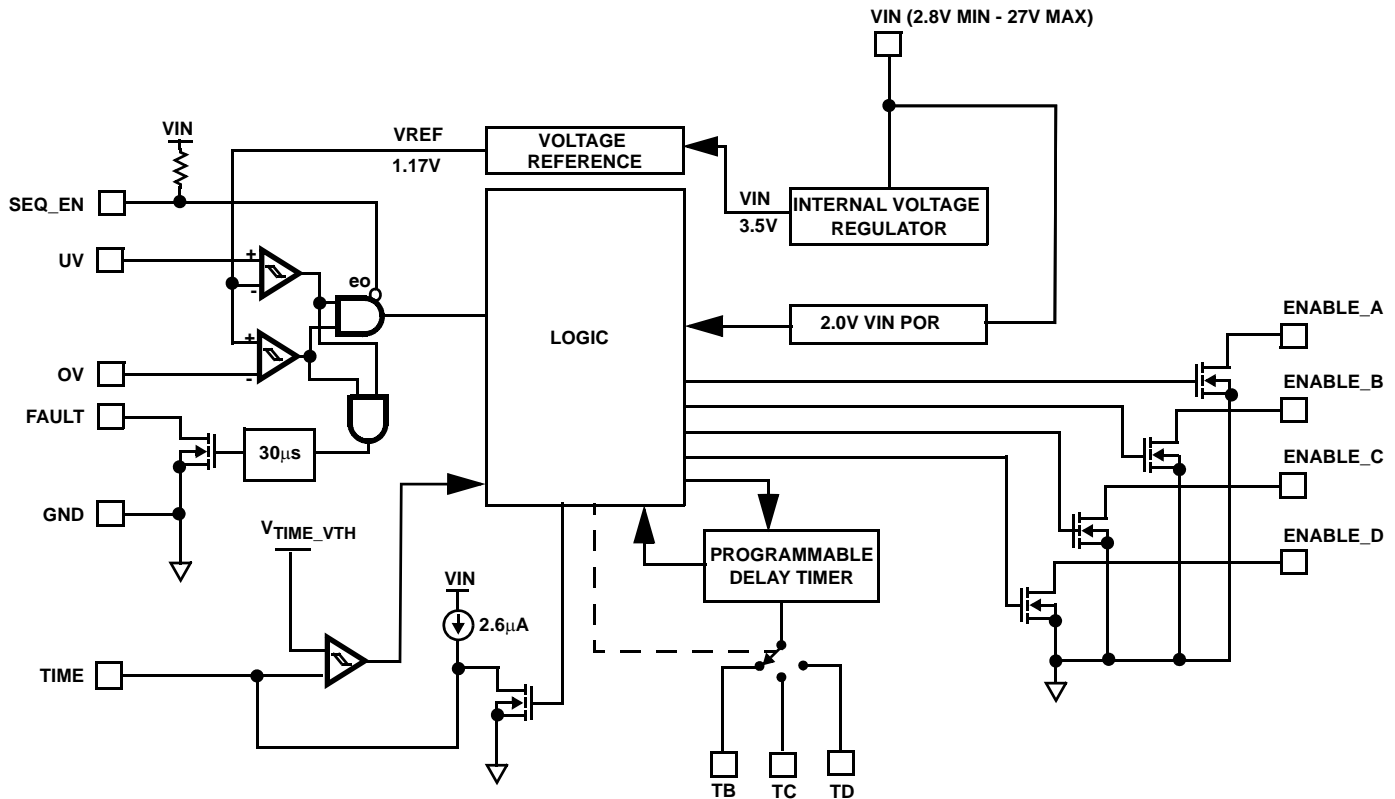 VIN (2.8V MIN - 27V MAX)
VIN
VREF
1.17V
VOLTAGE
REFERENCE
SEQ_EN
VIN
3.5V
INTERNAL VOLTAGE
REGULATOR
UV
+
-
eo
LOGIC
2.0V VIN POR
ENABLE_A
+
-
OV
ENABLE_B
FAULT
30μs
ENABLE_C
GND
VTIME_VTH
PROGRAMMABLE
DELAY TIMER
ENABLE_D
VIN
2.6μA
TIME
TB
TC
TD